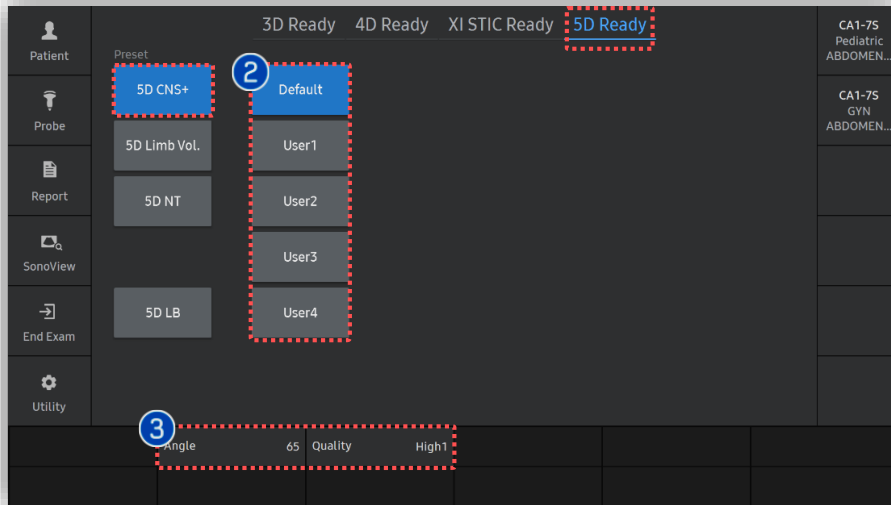 3D Ready 4D Ready XI STIC Ready 5D Ready
Patient
Probe
Report
SonoView
End Exam
Utility
Preset
5D CNS+
5D Limb Vol.
5D NT
5D LB
2
Default
User1
User2
User3
User4
CA1-7S
Pediatric
ABDOMEN...
CA1-7S
GYN
ABDOMEN...
3
Angle 65 Quality High1